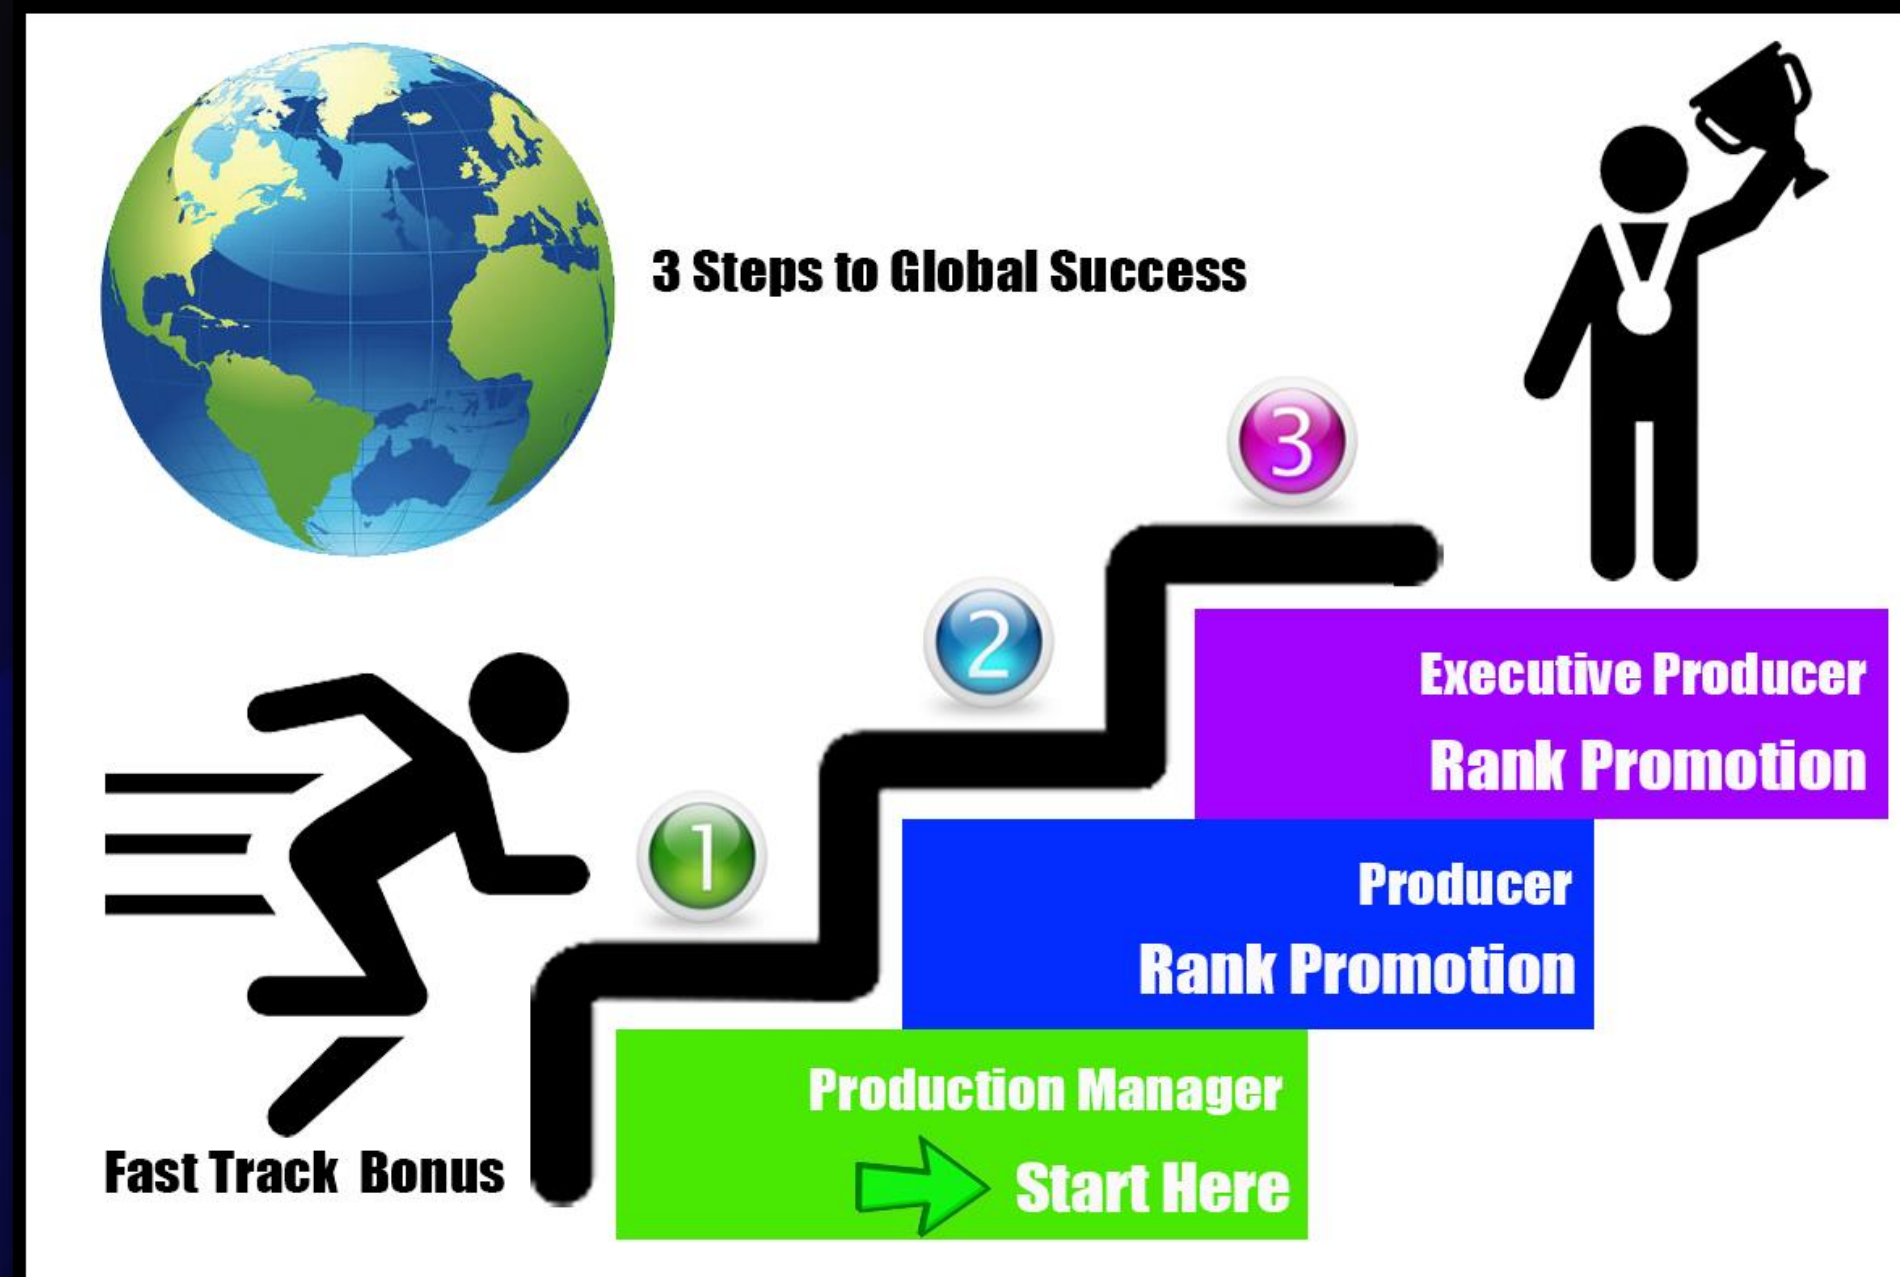 3 Steps to Global Success
3
2
1
Executive Producer
Rank Promotion
Producer
Rank Promotion
Production Manager
Start Here
Fast Track Bonus